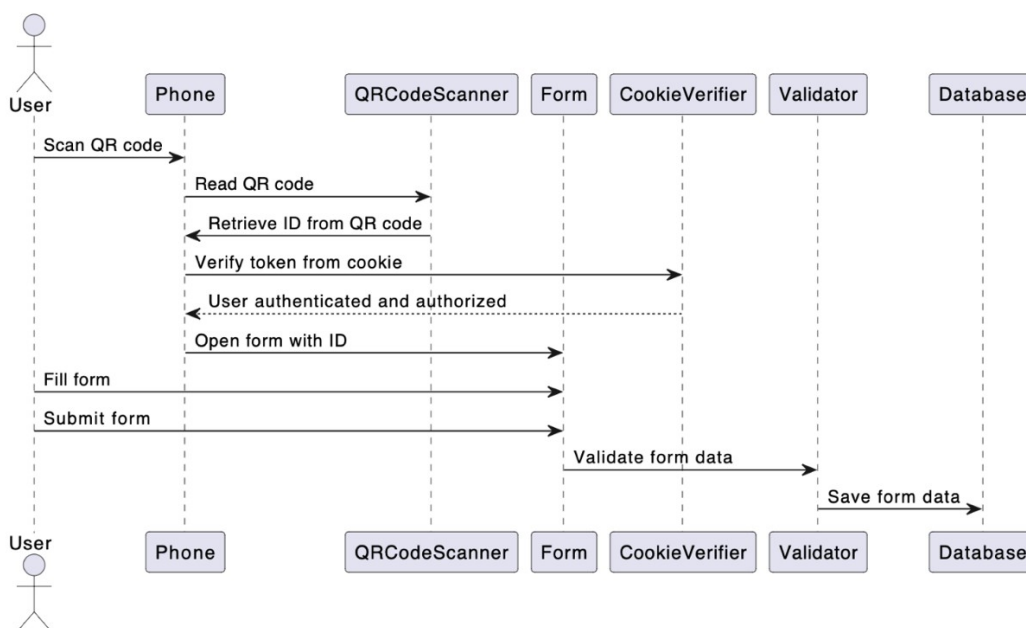 User
Phone
QRCodeScanner
Form
CookieVerifier
Validator
Database
Scan QR code
Read QR code
Retrieve ID from QR code
Verify token from cookie
User authenticated and authorized
Open form with ID
Fill form
Submit form
Validate form data
Save form data
User
Phone
QRCodeScanner
Form
CookieVerifier
Validator
Database